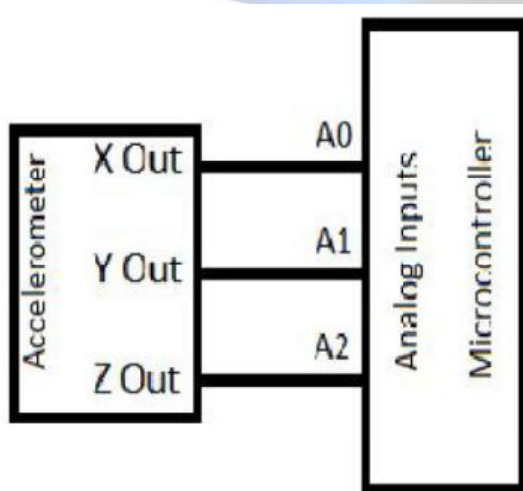 Accelerometer
X Out
Y Out
Z Out
A0
A1
A2
Analog Inputs
Microcontroller